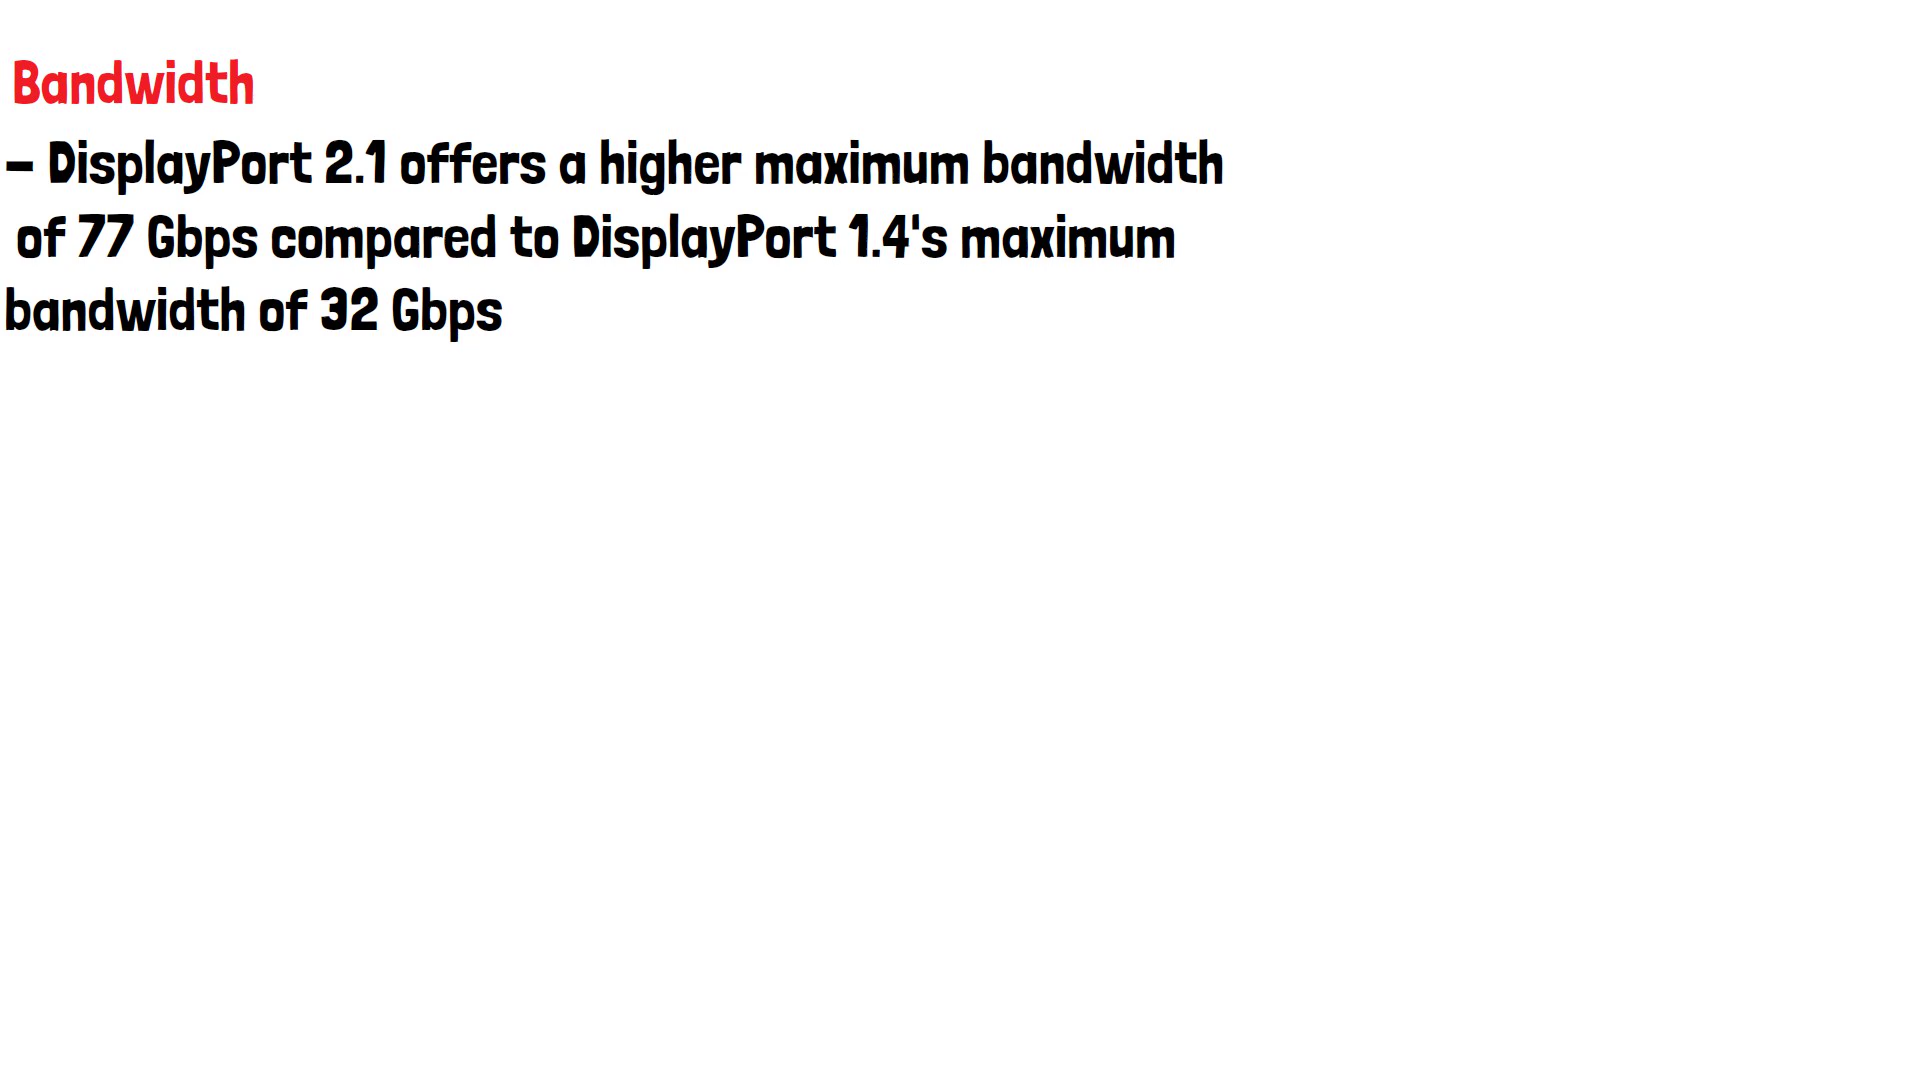 Bandwidth
- DisplayPort 2.1 offers a higher maximum bandwidth
of 77 Gbps compared to DisplayPort 1.4's maximum
bandwidth of 32 Gbps